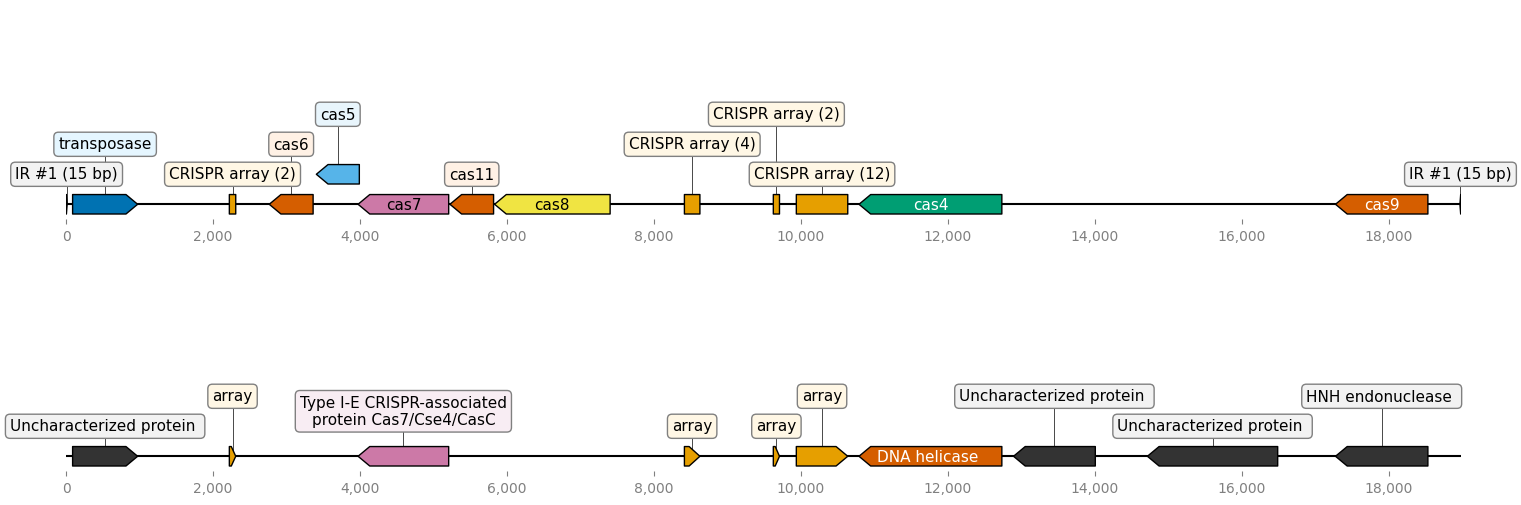 CRISPR array (2)
cas5
transposase
cas6
CRISPR array (4)
IR #1 (15 bp)
CRISPR array (2)
cas11
CRISPR array (12)
IR #1 (15 bp)
cas7
cas8
cas4
cas9
0
2,000
4,000
6,000
8,000
10,000
12,000
14,000
16,000
18,000
array
Type I-E CRISPR-associated
protein Cas7/Cse4/CasC
array
Uncharacterized protein
HNH endonuclease
Uncharacterized protein
array
array
Uncharacterized protein
DNA helicase
0
2,000
4,000
6,000
8,000
10,000
12,000
14,000
16,000
18,000